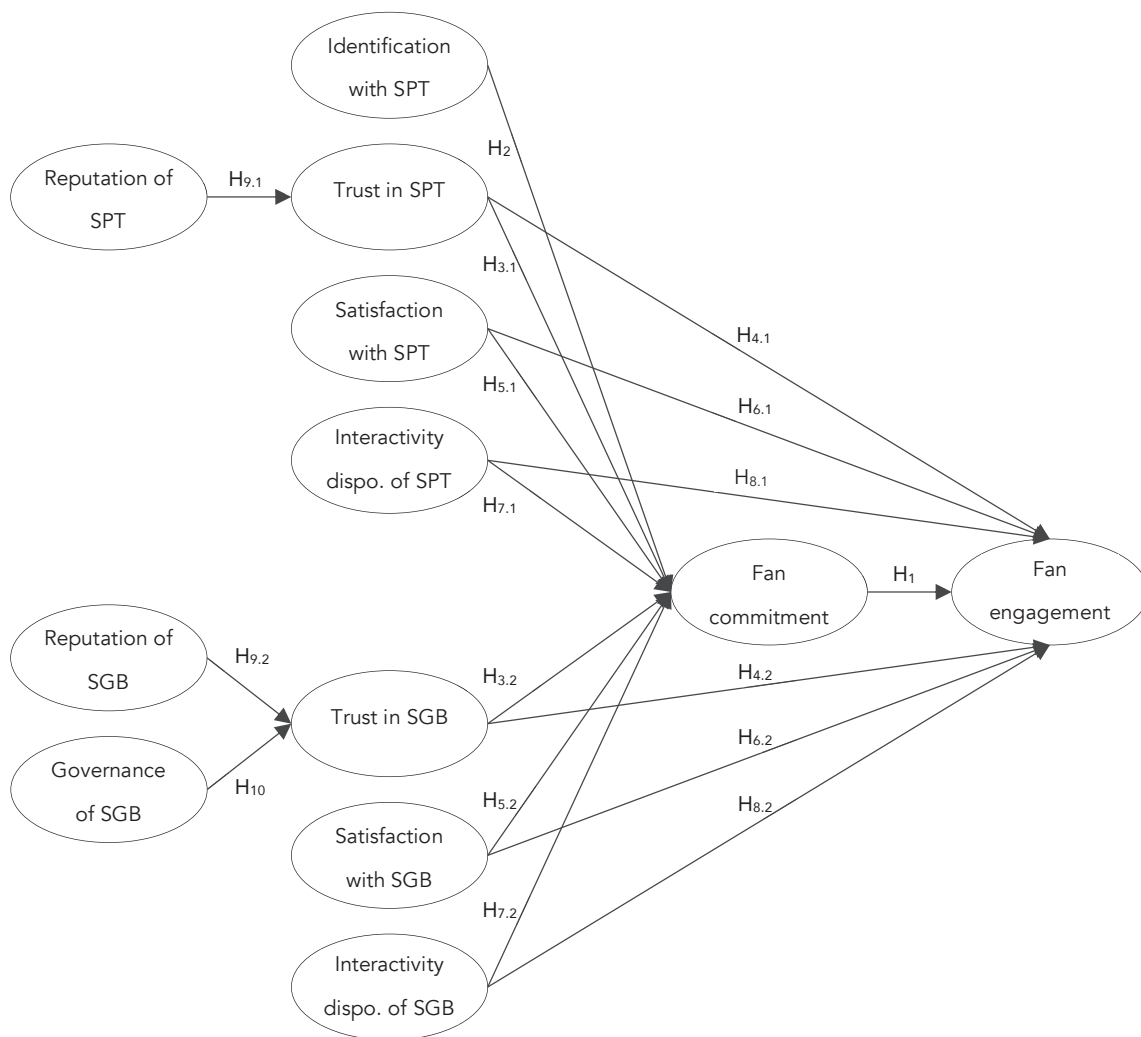 Identification
with SPT
H2
Reputation of
SPT
H9.1
Trust in SPT
H3.1
Satisfaction
with SPT
H4.1
H5.1
H6.1
Interactivity
dispo. of SPT
H8.1
H7.1
Fan
commitment
H1
Fan
engagement
Reputation of
SGB
H9.2
H3.2
H4.2
Trust in SGB
H6.2
Governance
of SGB
H10
H5.2
H8.2
Satisfaction
with SGB
H7.2
Interactivity
dispo. of SGB